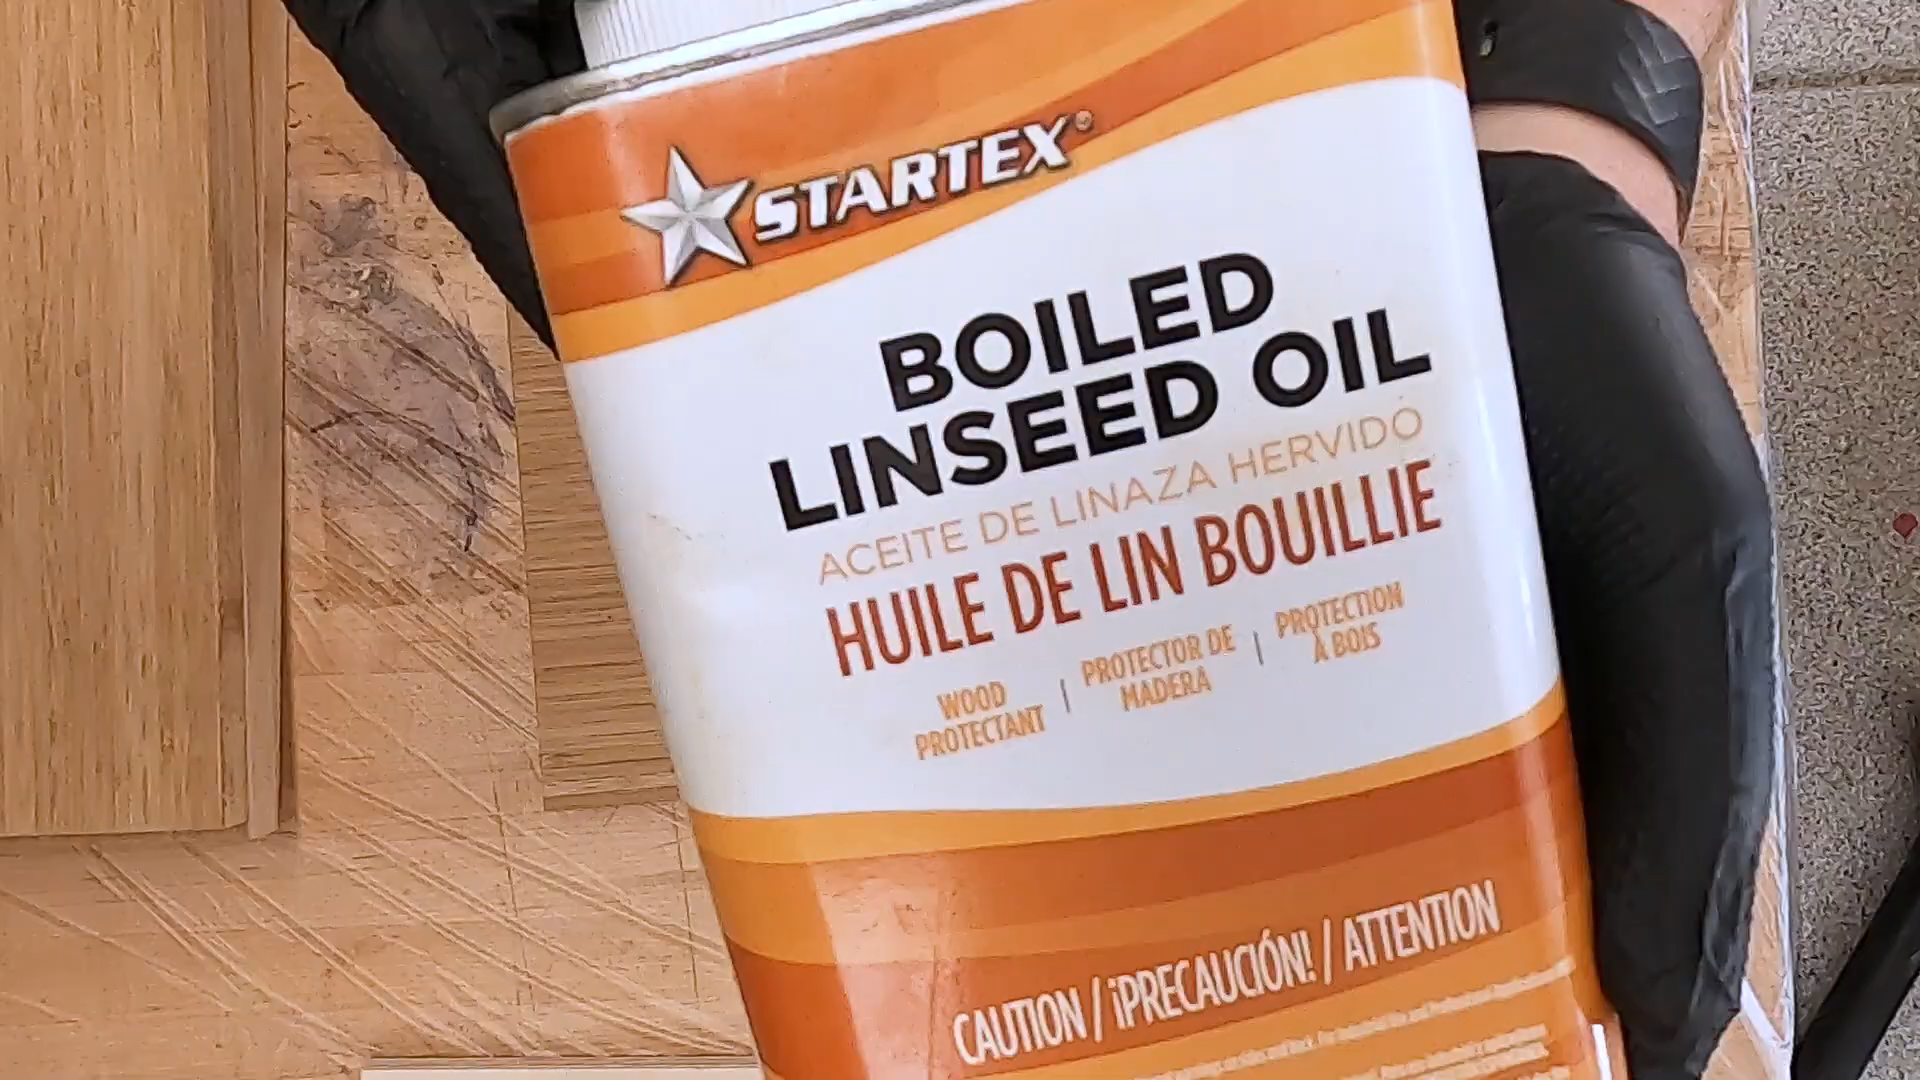 STARTEX®
BOILED
LINSEED OIL
ACEITE DE LINAZA HERVIDO
HUILE DE LIN BOUILLIE
WOOD
PROTECTANT
PROTECTOR DE
MADERA
PROTECTION
À BOIS
CAUTION / ¡PRECAUCIÓN! / ATTENTION